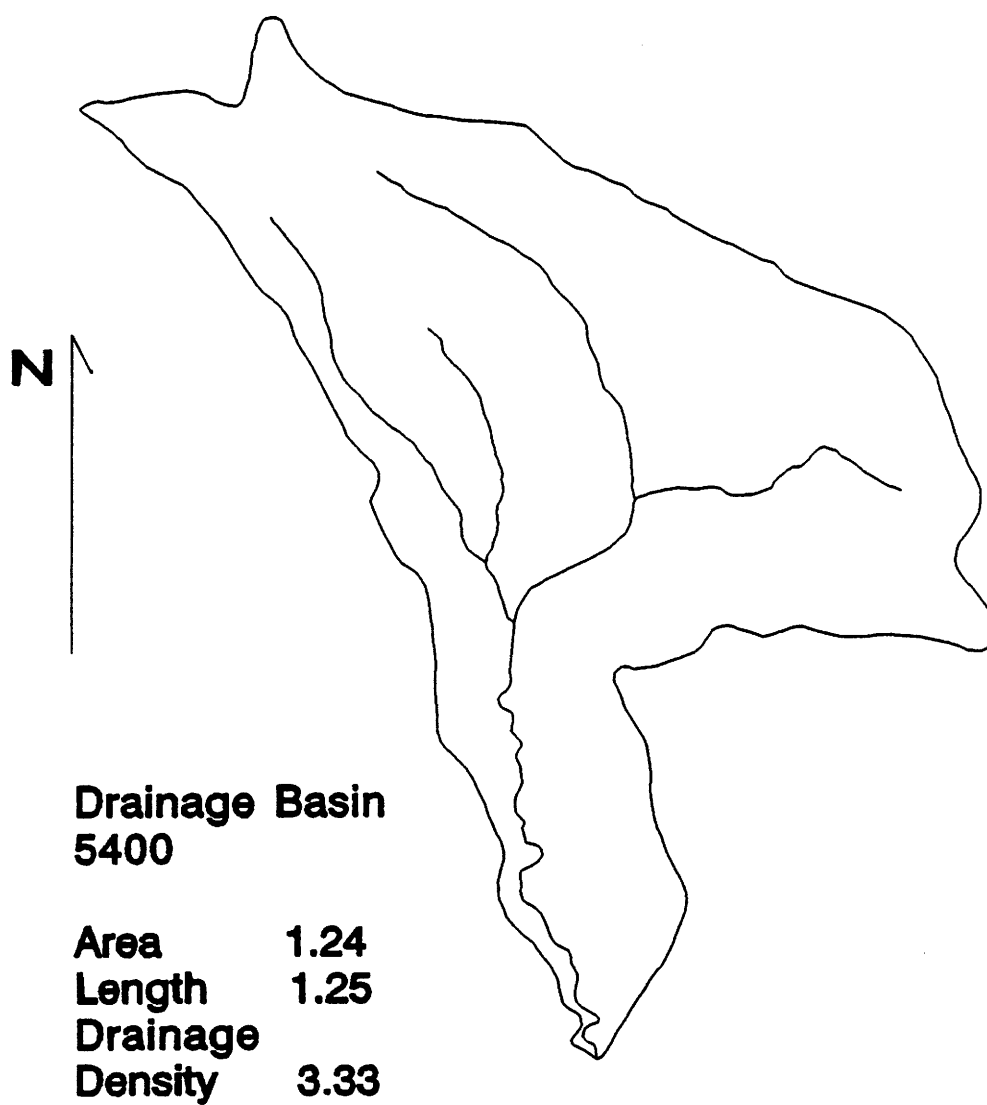 N
Drainage Basin
5400
Area 1.24
Length 1.25
Drainage
Density 3.33